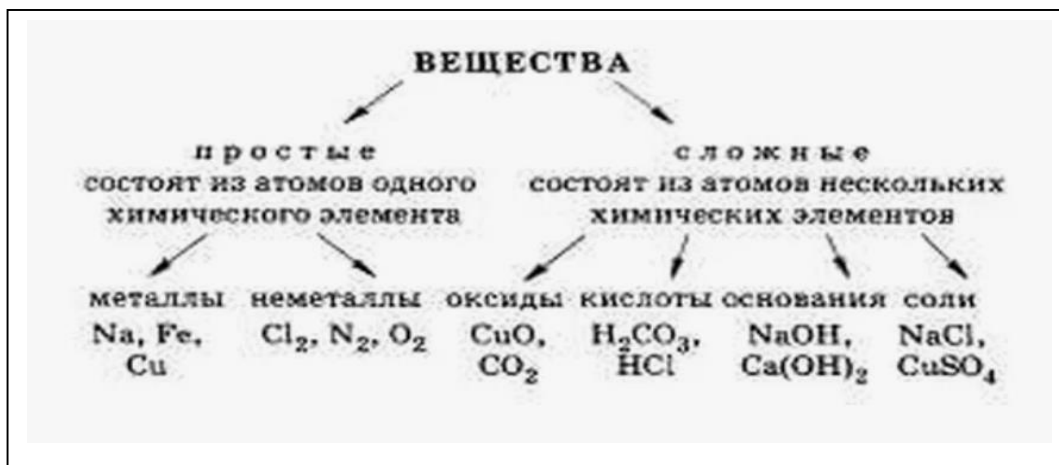 ВЕЩЕСТВА
простые
состоят из атомов одного
химического элемента
сложные
состоят из атомов нескольких
химических элементов
металлы
Na, Fe,
Cu
неметаллы
Cl₂, N₂, O₂
оксиды
CuO,
CO₂
кислоты
H₂CO₃,
HCl
основания
NaOH,
Ca(OH)₂
соли
NaCl,
CuSO₄